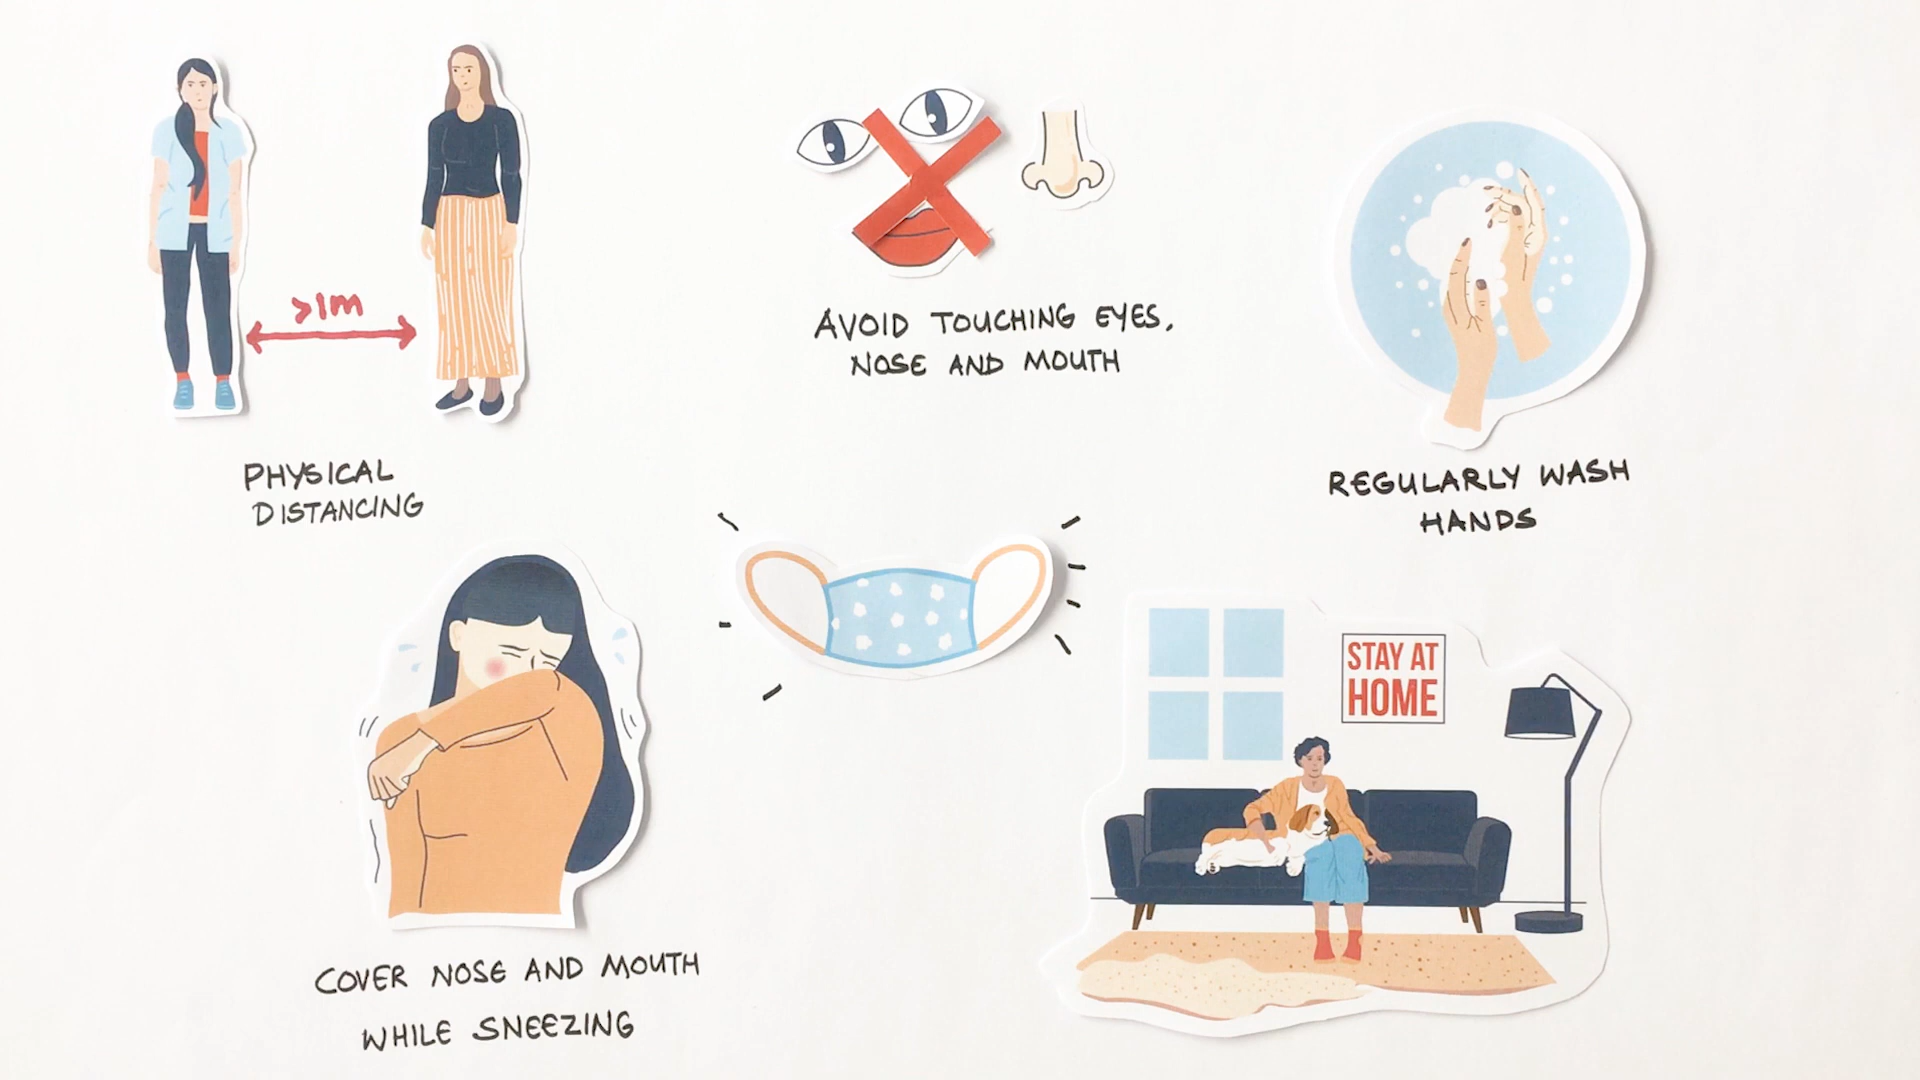 >1m
PHYSICAL
DISTANCING
AVOID TOUCHING EYES,
NOSE AND MOUTH
REGULARLY WASH
HANDS
COVER NOSE AND MOUTH
WHILE SNEEZING
STAY AT
HOME